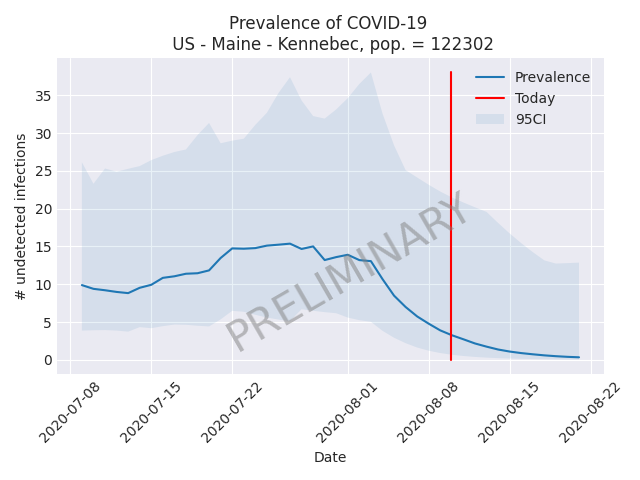 Prevalence of COVID-19
US - Maine - Kennebec, pop. = 122302
Prevalence
Today
95CI
# undetected infections
35
30
25
20
15
10
5
0
PRELIMINARY
2020-07-08
2020-07-15
2020-07-22
2020-08-01
2020-08-08
2020-08-15
2020-08-22
Date